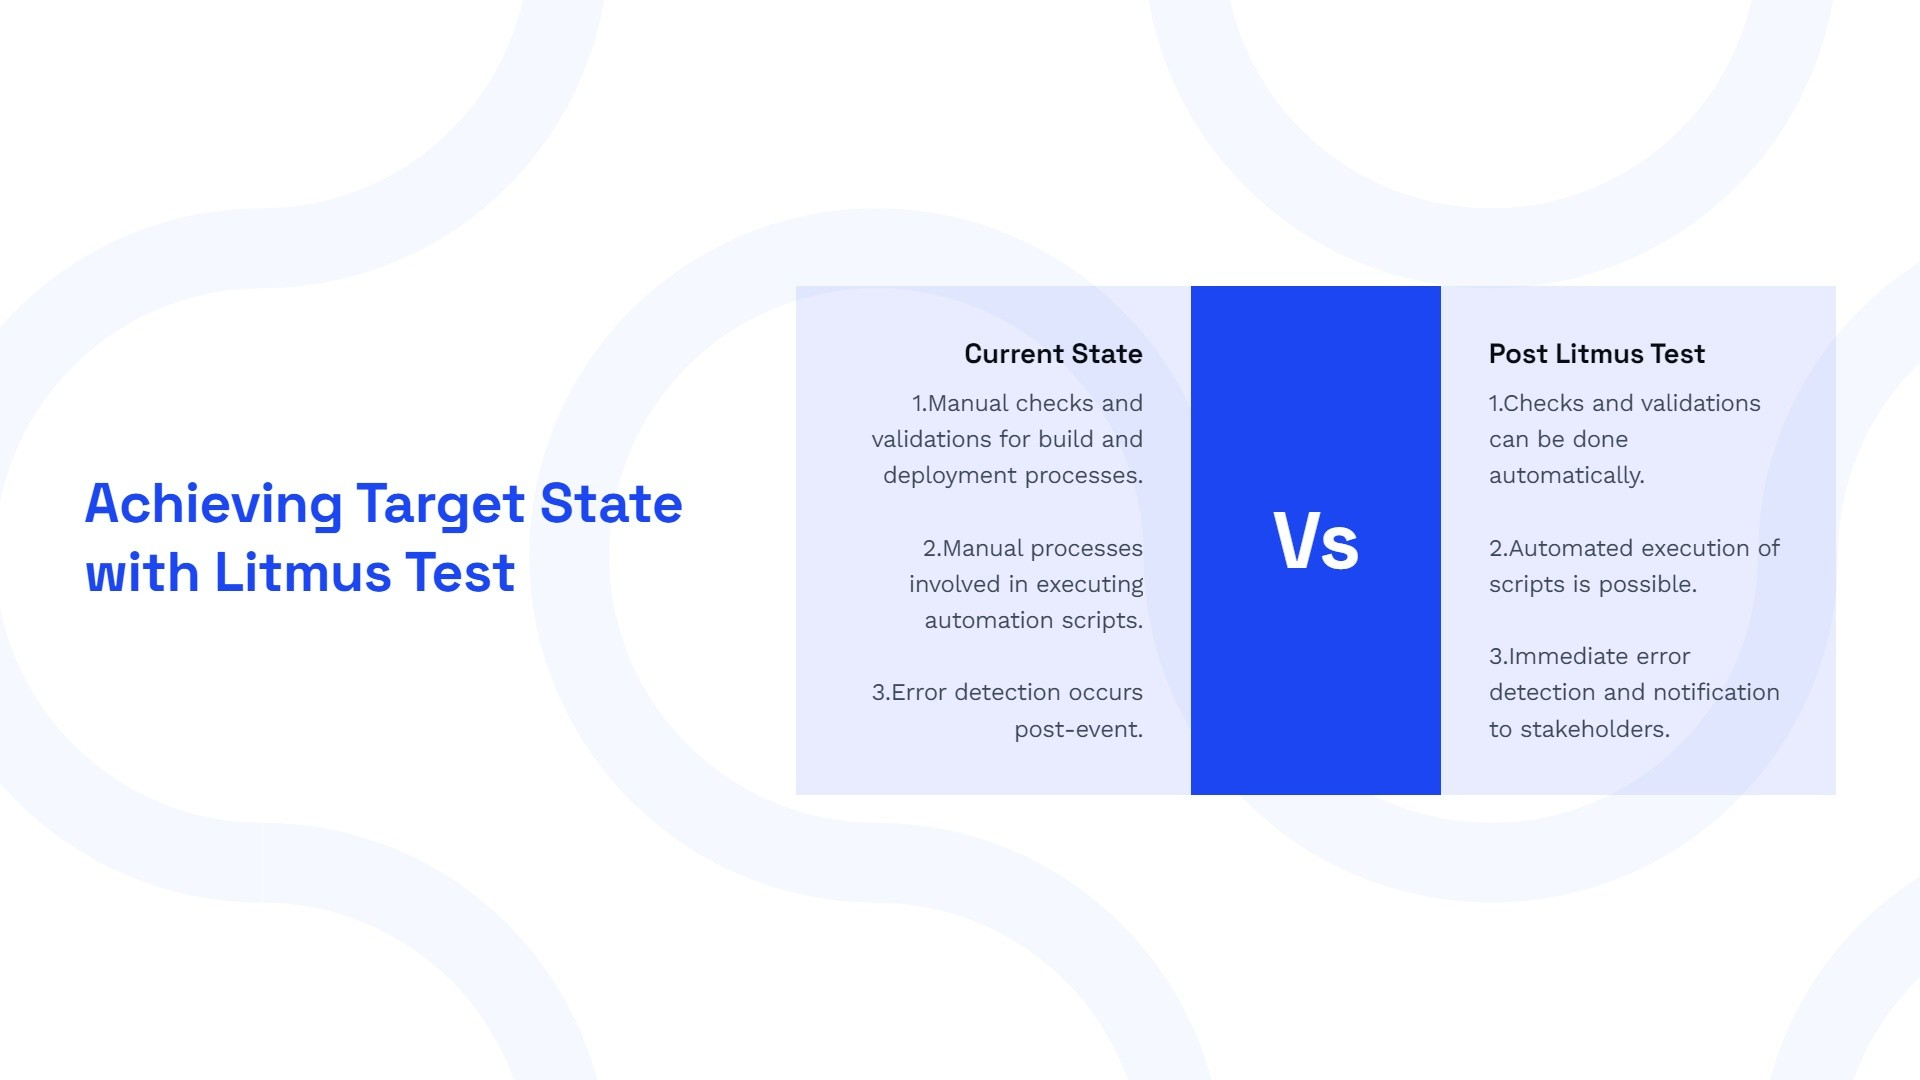 Achieving Target State
with Litmus Test
Current State
1.Manual checks and
validations for build and
deployment processes.
2.Manual processes
involved in executing
automation scripts.
3.Error detection occurs
post-event.
Vs
Post Litmus Test
1.Checks and validations
can be done
automatically.
2.Automated execution of
scripts is possible.
3.Immediate error
detection and notification
to stakeholders.